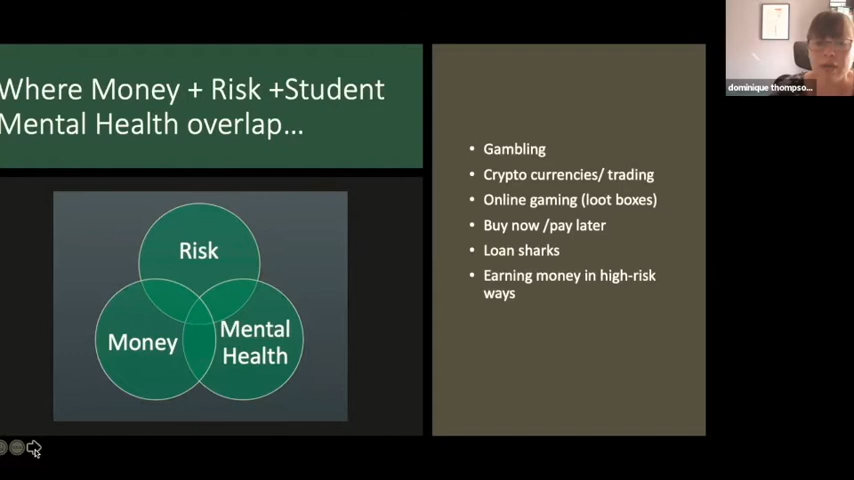 Where Money + Risk +Student
Mental Health overlap...
Risk
Money
Mental
Health
• Gambling
• Crypto currencies/ trading
• Online gaming (loot boxes)
• Buy now /pay later
• Loan sharks
• Earning money in high-risk
ways
dominique thompso...